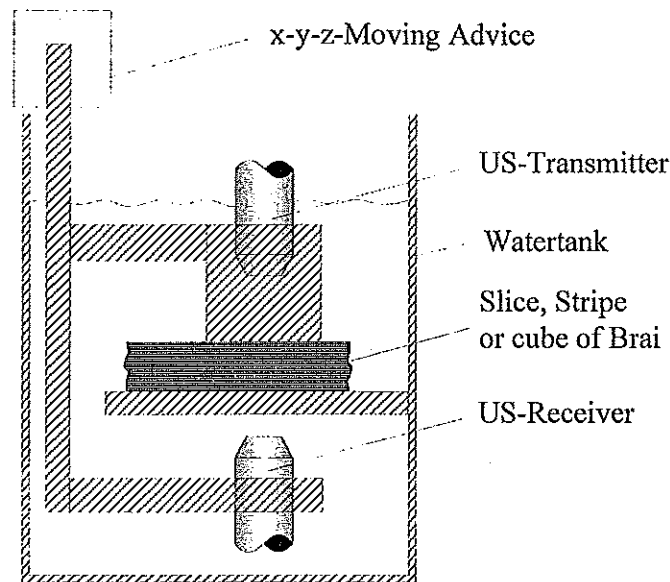 x-y-z-Moving Advice
US-Transmitter
Watertank
Slice, Stripe
or cube of Brai
US-Receiver